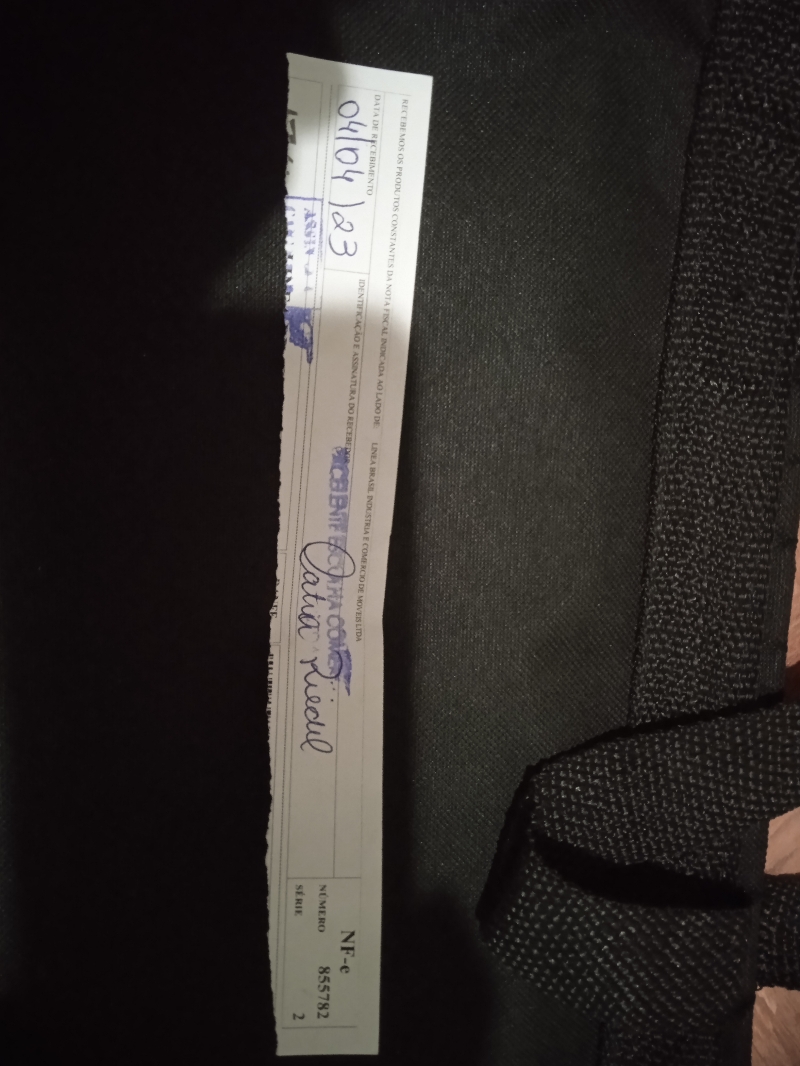 RECEBEMOS OS PRODUTOS CONSTANTES DA NOTA FISCAL INDICADA AO LADO DE: LINEA BRASIL INDUSTRIA E COMERCIO DE MOVEIS LTDA
DATA DE RECEBIMENTO
04/04/23
IDENTIFICAÇÃO E ASSINATURA DO RECEBEDOR
Catia Riedel
NF-e
NÚMERO 855782
SÉRIE 2